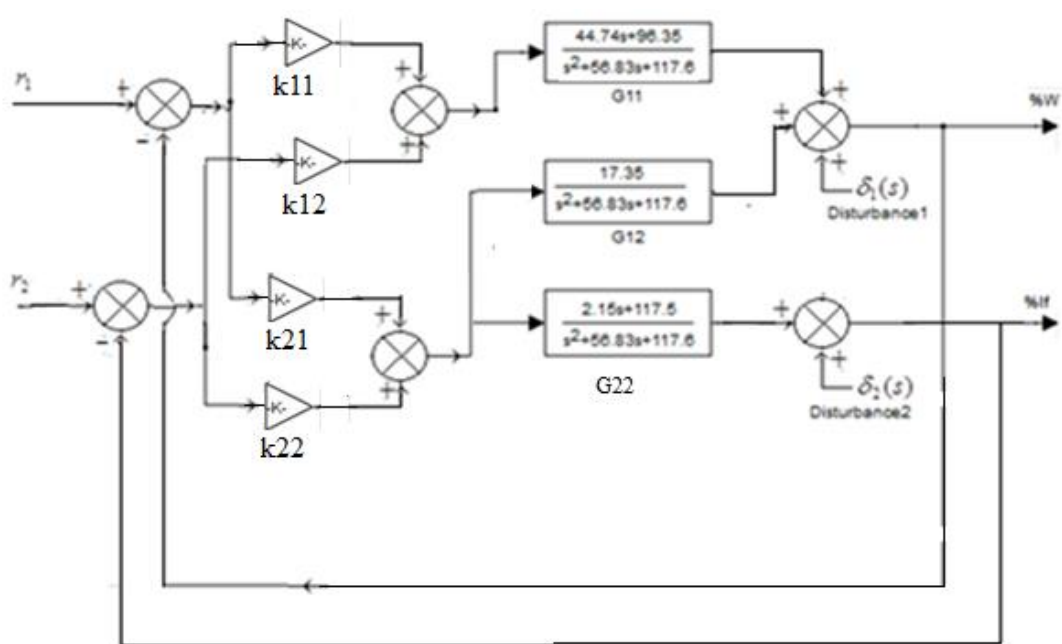 k11
44.74s+96.35
s²+56.83s+117.6
G11
r₁
+
+
-
+
-K-
+
+
+
%W
k12
-K-
17.35
s²+56.83s+117.6
G12
δ₁(s)
Disturbance1
r₂
+
-
k21
-K-
+
+
2.15s+117.5
s²+56.83s+117.6
G22
+
+
%If
δ₂(s)
Disturbance2
k22
-K-
-K-